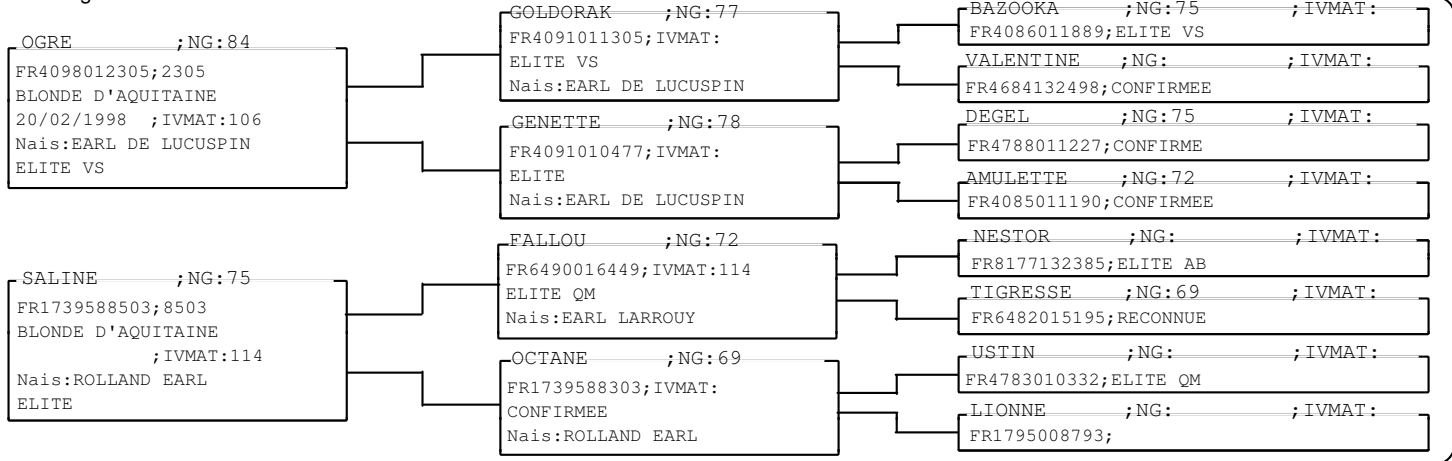 OGRE ;NG:84
FR4098012305;2305
BLONDE D'AQUITAINE
20/02/1998 ;IVMAT:106
Nais:EARL DE LUCUSPIN
ELITE VS
SALINE ;NG:75
FR1739588503;8503
BLONDE D'AQUITAINE
;IVMAT:114
Nais:ROLLAND EARL
ELITE
GOLDORAK ;NG:77
FR4091011305;IVMAT:
ELITE VS
Nais:EARL DE LUCUSPIN
GENETTE ;NG:78
FR4091010477;IVMAT:
ELITE
Nais:EARL DE LUCUSPIN
FALLOU ;NG:72
FR6490016449;IVMAT:114
ELITE QM
Nais:EARL LARROUY
OCTANE ;NG:69
FR1739588303;IVMAT:
CONFIRMEE
Nais:ROLLAND EARL
BAZOOKA ;NG:75 ;IVMAT:
FR4086011889;ELITE VS
VALENTINE ;NG: ;IVMAT:
FR4684132498;CONFIRMEE
DEGEL ;NG:75 ;IVMAT:
FR4788011227;CONFIRME
AMULETTE ;NG:72 ;IVMAT:
FR4085011190;CONFIRMEE
NESTOR ;NG: ;IVMAT:
FR8177132385;ELITE AB
TIGRESSE ;NG:69 ;IVMAT:
FR6482015195;RECONNUE
USTIN ;NG: ;IVMAT:
FR4783010332;ELITE QM
LIONNE ;NG: ;IVMAT:
FR1795008793;